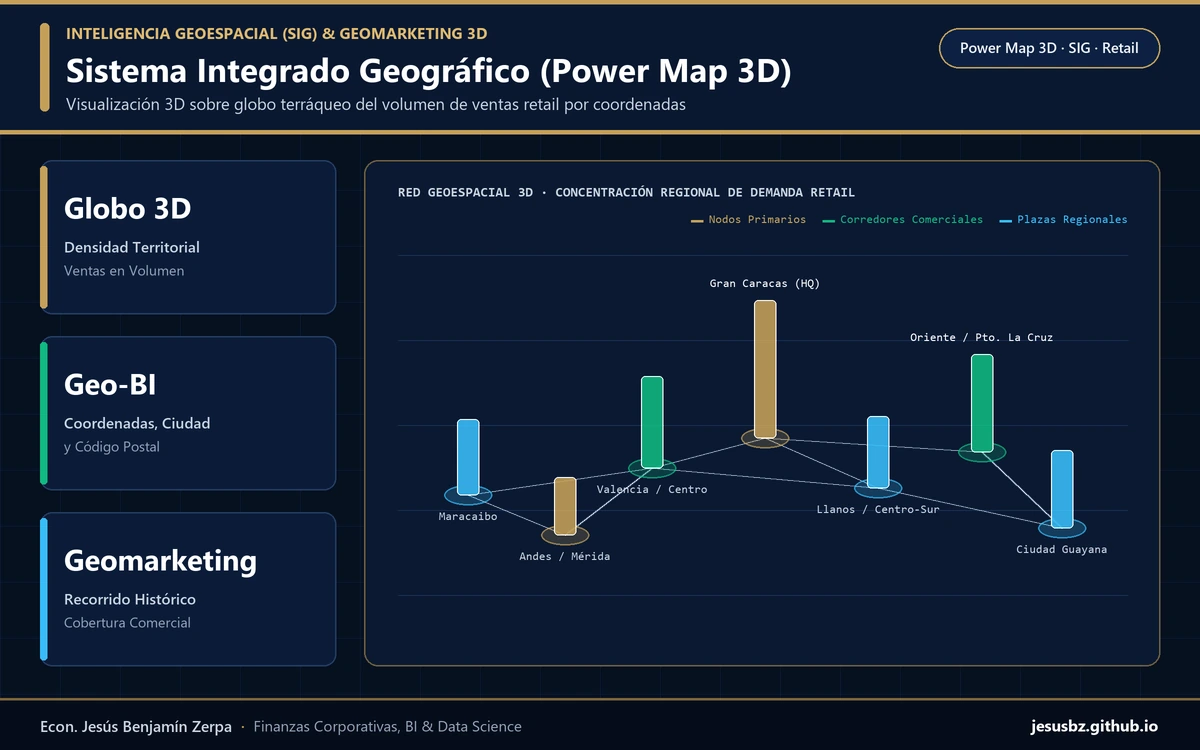 INTELIGENCIA GEOESPACIAL (SIG) & GEOMARKETING 3D
Sistema Integrado Geográfico (Power Map 3D)
Visualización 3D sobre globo terráqueo del volumen de ventas retail por coordenadas
Power Map 3D · SIG · Retail
Globo 3D
Densidad Territorial
Ventas en Volumen
Geo-BI
Coordenadas, Ciudad
y Código Postal
Geomarketing
Recorrido Histórico
Cobertura Comercial
RED GEOESPACIAL 3D · CONCENTRACIÓN REGIONAL DE DEMANDA RETAIL
Nodos Primarios
Corredores Comerciales
Plazas Regionales
Gran Caracas (HQ)
Oriente / Pto. La Cruz
Valencia / Centro
Maracaibo
Llanos / Centro-Sur
Andes / Mérida
Ciudad Guayana
Econ. Jesús Benjamín Zerpa · Finanzas Corporativas, BI & Data Science
jesusbz.github.io